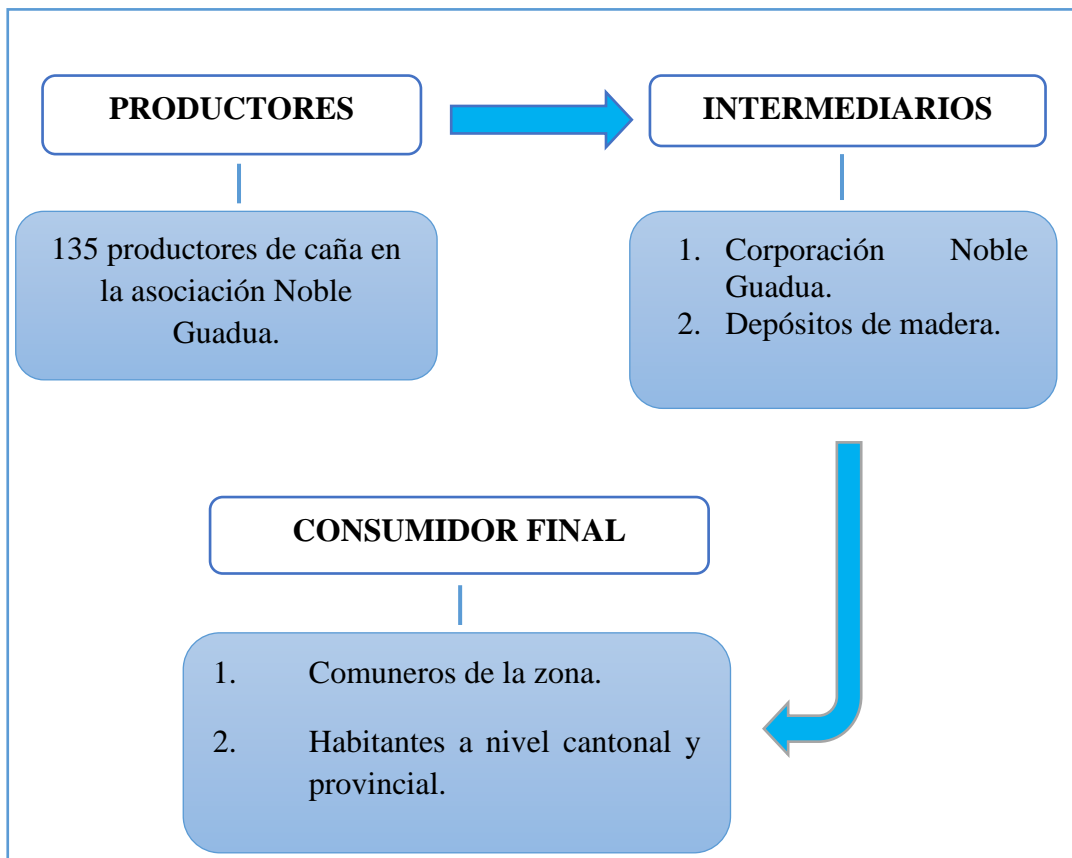 PRODUCTORES
135 productores de caña en
la asociación Noble
Guadua.
INTERMEDIARIOS
1. Corporación Noble
Guadua.
2. Depósitos de madera.
CONSUMIDOR FINAL
1. Comuneros de la zona.
2. Habitantes a nivel cantonal y
provincial.